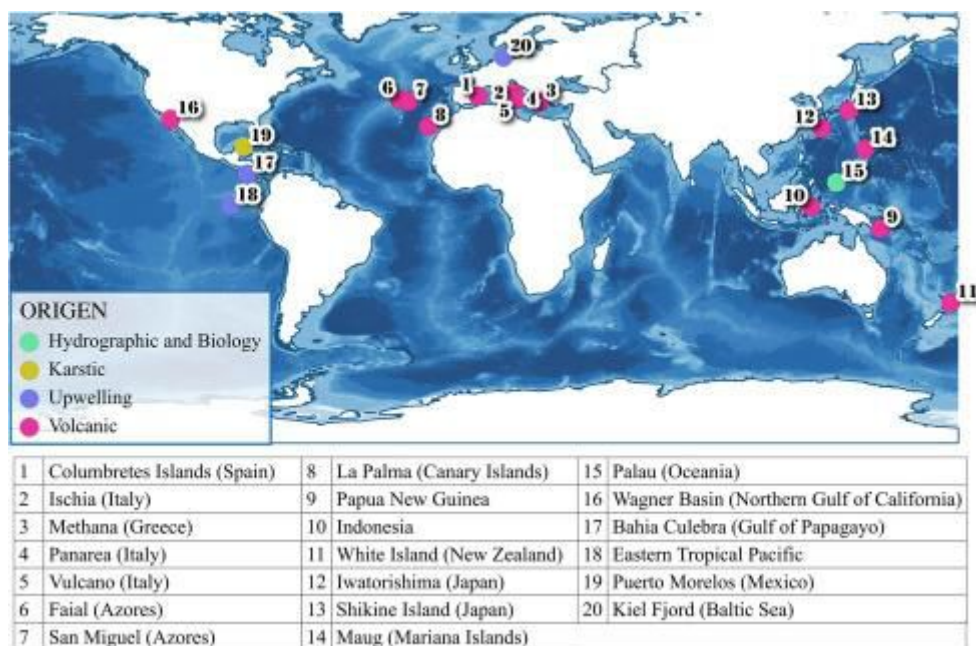 20
6
7
1
2
3
5
4
8
16
19
17
18
12
13
14
15
10
9
11
ORIGEN
Hydrographic and Biology
Karstic
Upwelling
Volcanic
1 Columbretes Islands (Spain) 8 La Palma (Canary Islands) 15 Palau (Oceania)
2 Ischia (Italy) 9 Papua New Guinea 16 Wagner Basin (Northern Gulf of California)
3 Methana (Greece) 10 Indonesia 17 Bahia Culebra (Gulf of Papagayo)
4 Panarea (Italy) 11 White Island (New Zealand) 18 Eastern Tropical Pacific
5 Vulcano (Italy) 12 Iwatorishima (Japan) 19 Puerto Morelos (Mexico)
6 Faial (Azores) 13 Shikine Island (Japan) 20 Kiel Fjord (Baltic Sea)
7 San Miguel (Azores) 14 Maug (Mariana Islands)